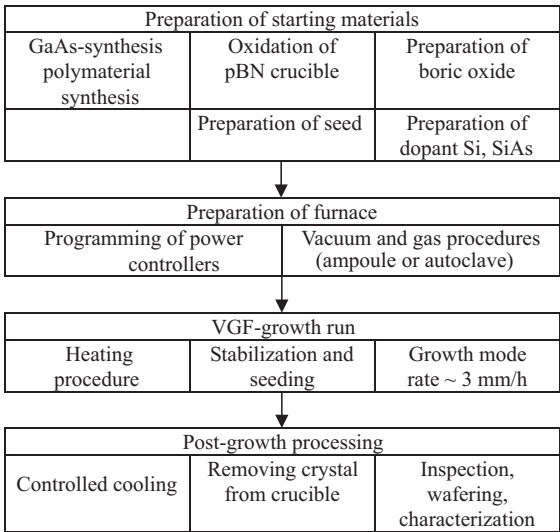 Preparation of starting materials
GaAs-synthesis
polymaterial
synthesis
Oxidation of
pBN crucible
Preparation of
boric oxide
Preparation of seed
Preparation of
dopant Si, SiAs
Preparation of furnace
Programming of power
controllers
Vacuum and gas procedures
(ampoule or autoclave)
VGF-growth run
Heating
procedure
Stabilization and
seeding
Growth mode
rate ~ 3 mm/h
Post-growth processing
Controlled cooling
Removing crystal
from crucible
Inspection,
wafering,
characterization